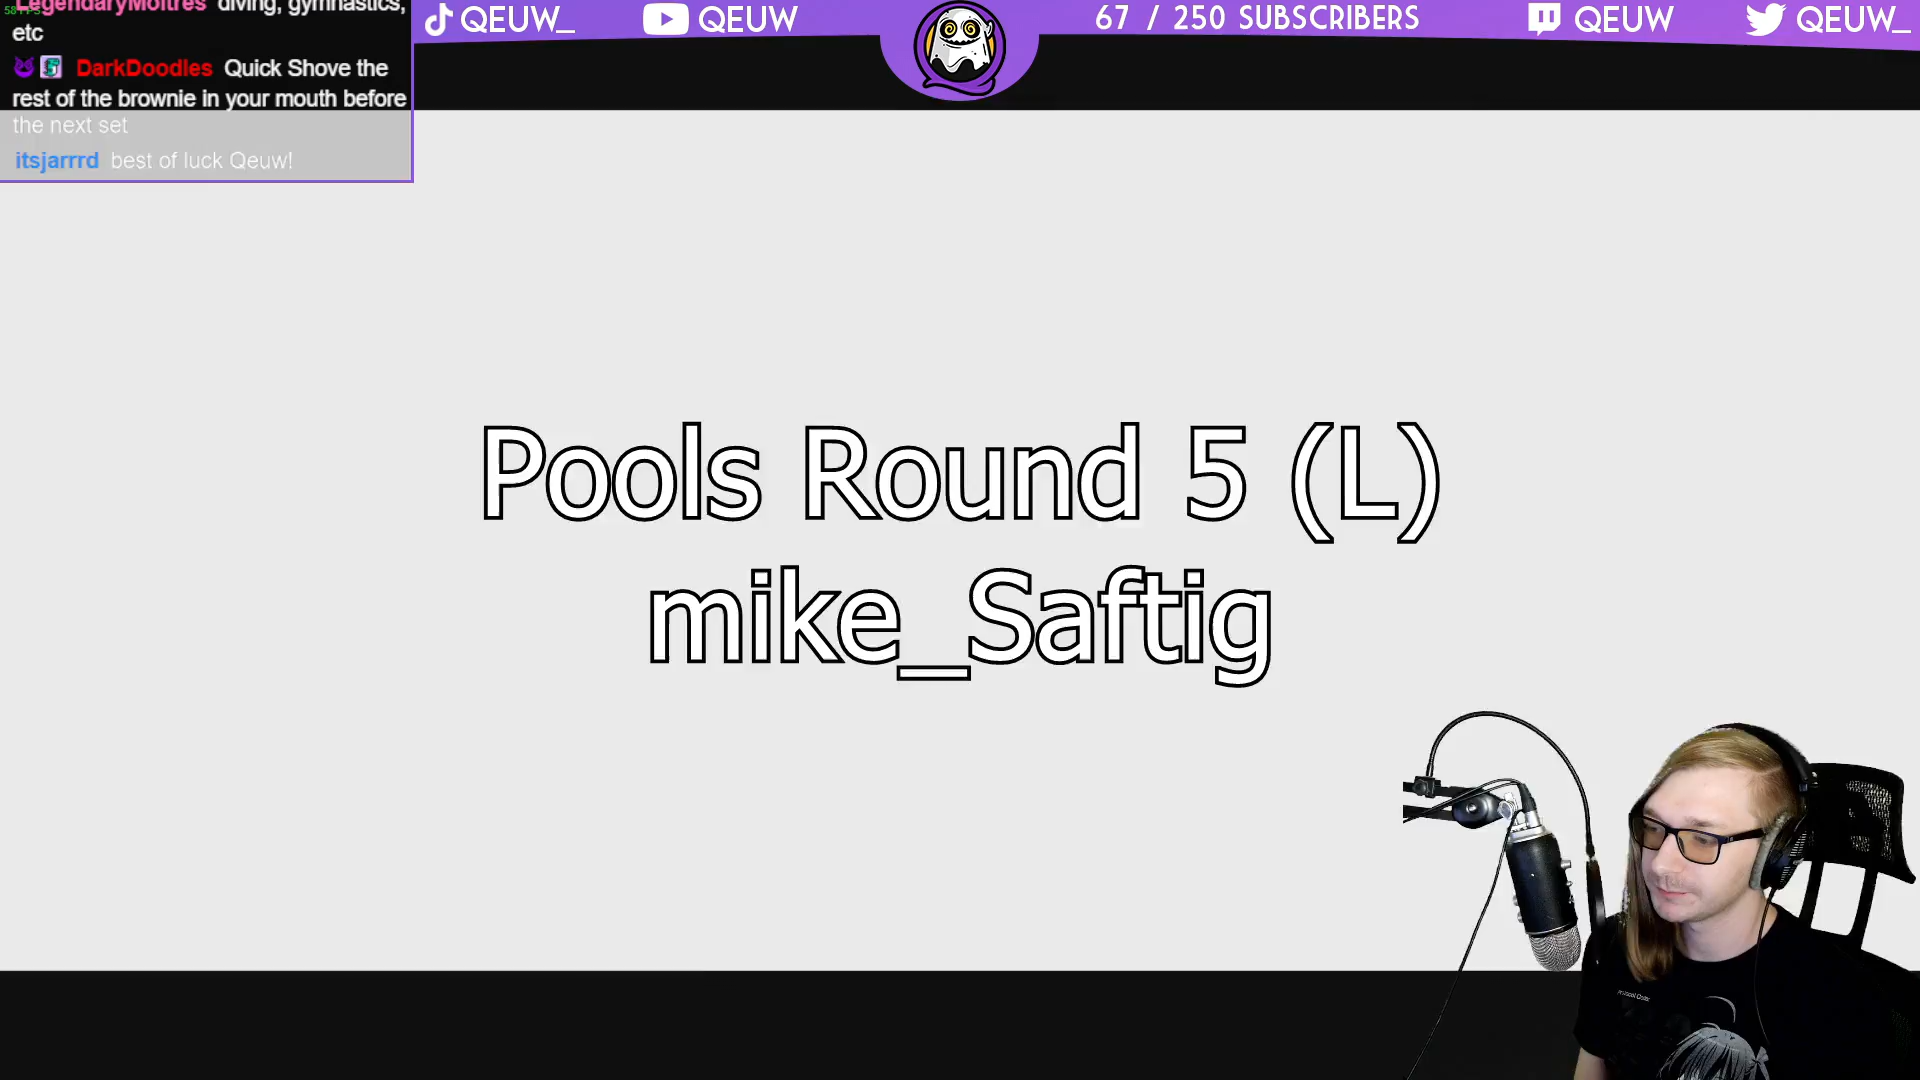 LegendaryMoltres diving, gymnastics,
etc
DarkDoodles Quick Shove the
rest of the brownie in your mouth before
the next set
itsjarrrd best of luck Qeuw!
QEUW_
QEUW
67 / 250 SUBSCRIBERS
QEUW
QEUW_
Pools Round 5 (L)
mike_Saftig